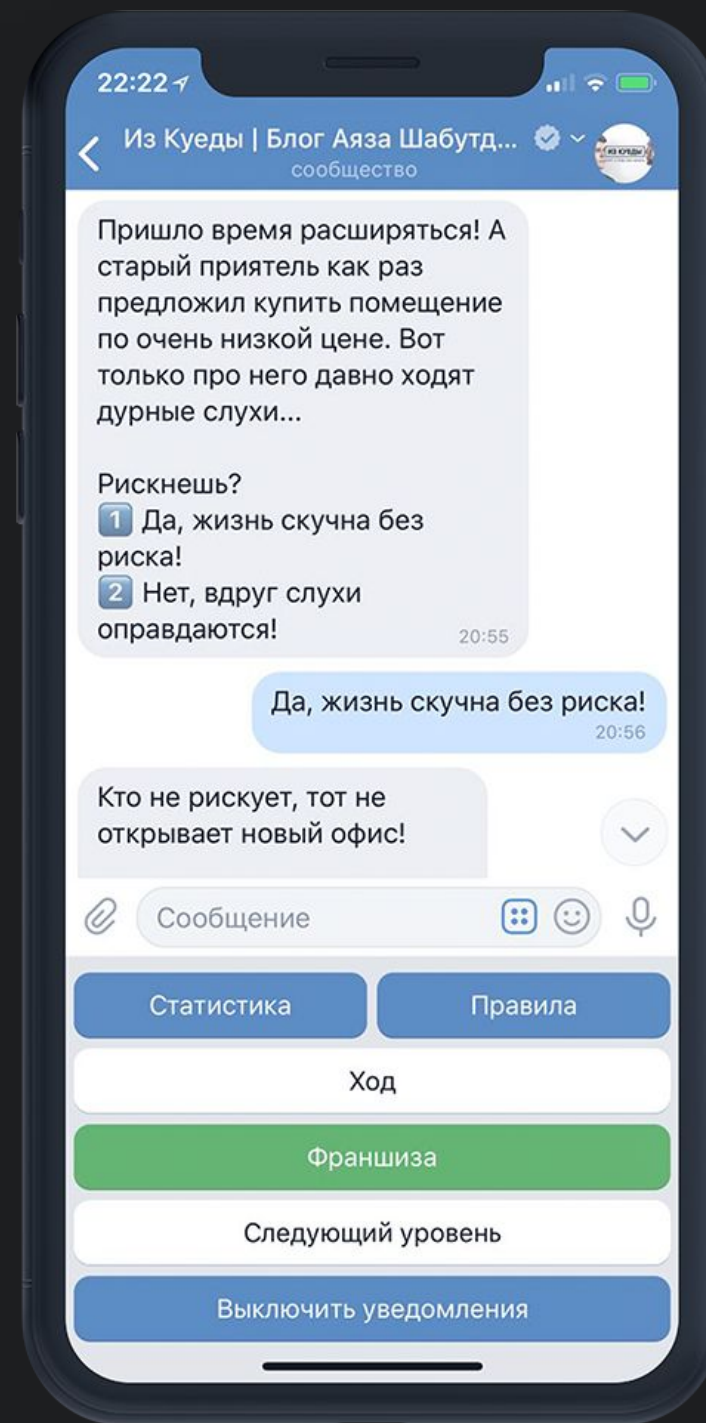 22:22
Из Куеды | Блог Аяза Шабутд...
сообщество
ИЗ КУЕДЫ
Пришло время расширяться! А
старый приятель как раз
предложил купить помещение
по очень низкой цене. Вот
только про него давно ходят
дурные слухи...
Рискнешь?
1️⃣ Да, жизнь скучна без
риска!
2️⃣ Нет, вдруг слухи
оправдаются!
20:55
Да, жизнь скучна без риска!
20:56
Кто не рискует, тот не
открывает новый офис!
Сообщение
Статистика
Правила
Ход
Франшиза
Следующий уровень
Выключить уведомления